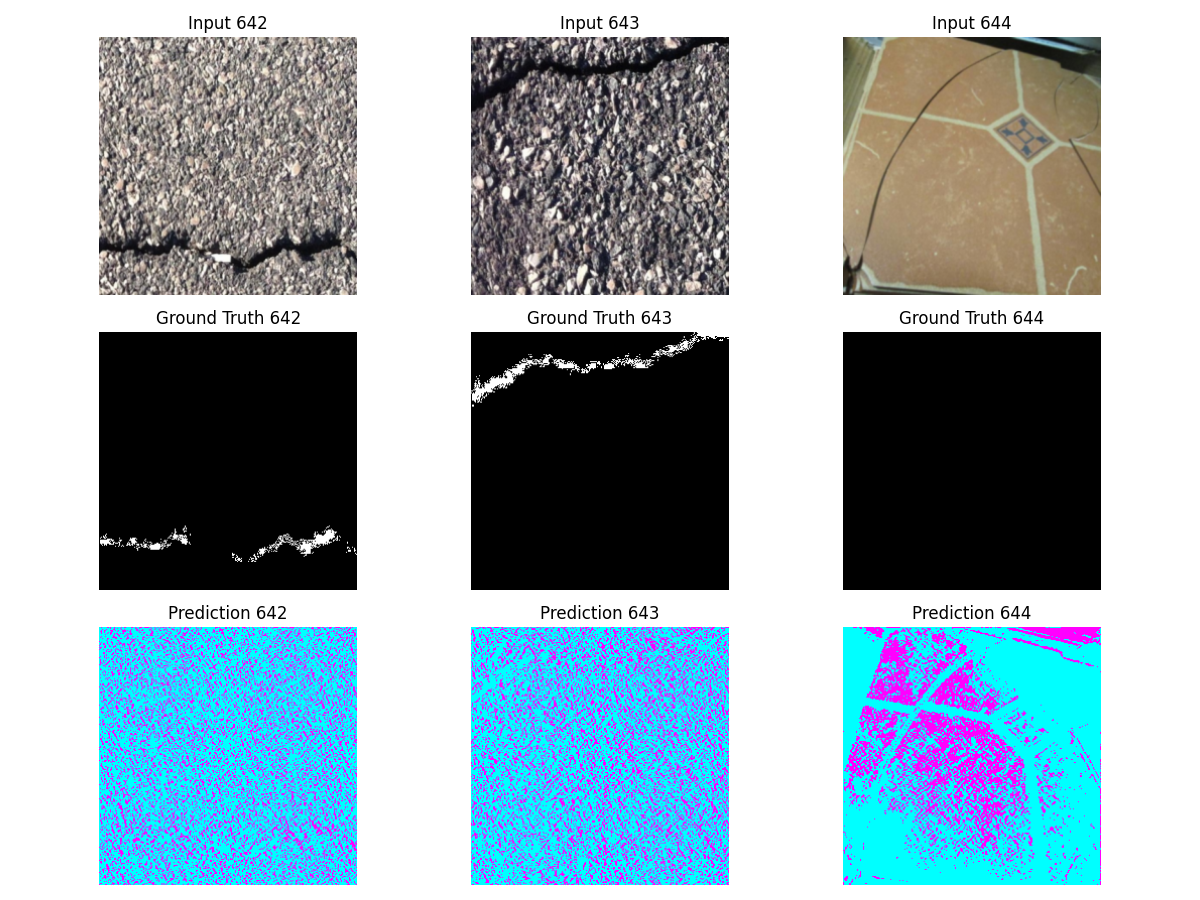 Input 642
Input 643
Input 644
Ground Truth 642
Ground Truth 643
Ground Truth 644
Prediction 642
Prediction 643
Prediction 644